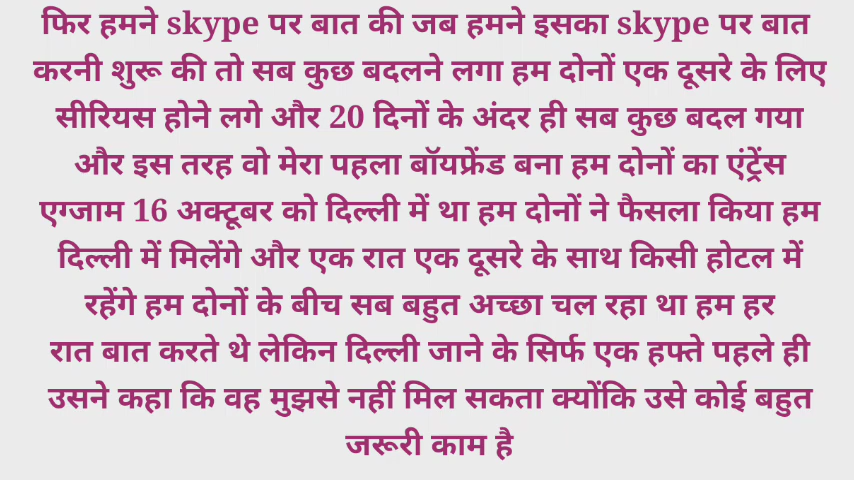 फिर हमने skype पर बात की जब हमने इसका skype पर बात
करनी शुरू की तो सब कुछ बदलने लगा हम दोनों एक दूसरे के लिए
सीरियस होने लगे और 20 दिनों के अंदर ही सब कुछ बदल गया
और इस तरह वो मेरा पहला बॉयफ्रेंड बना हम दोनों का एंट्रेंस
एग्जाम 16 अक्टूबर को दिल्ली में था हम दोनों ने फैसला किया हम
दिल्ली में मिलेंगे और एक रात एक दूसरे के साथ किसी होटल में
रहेंगे हम दोनों के बीच सब बहुत अच्छा चल रहा था हम हर
रात बात करते थे लेकिन दिल्ली जाने के सिर्फ एक हफ्ते पहले ही
उसने कहा कि वह मुझसे नहीं मिल सकता क्योंकि उसे कोई बहुत
जरूरी काम है